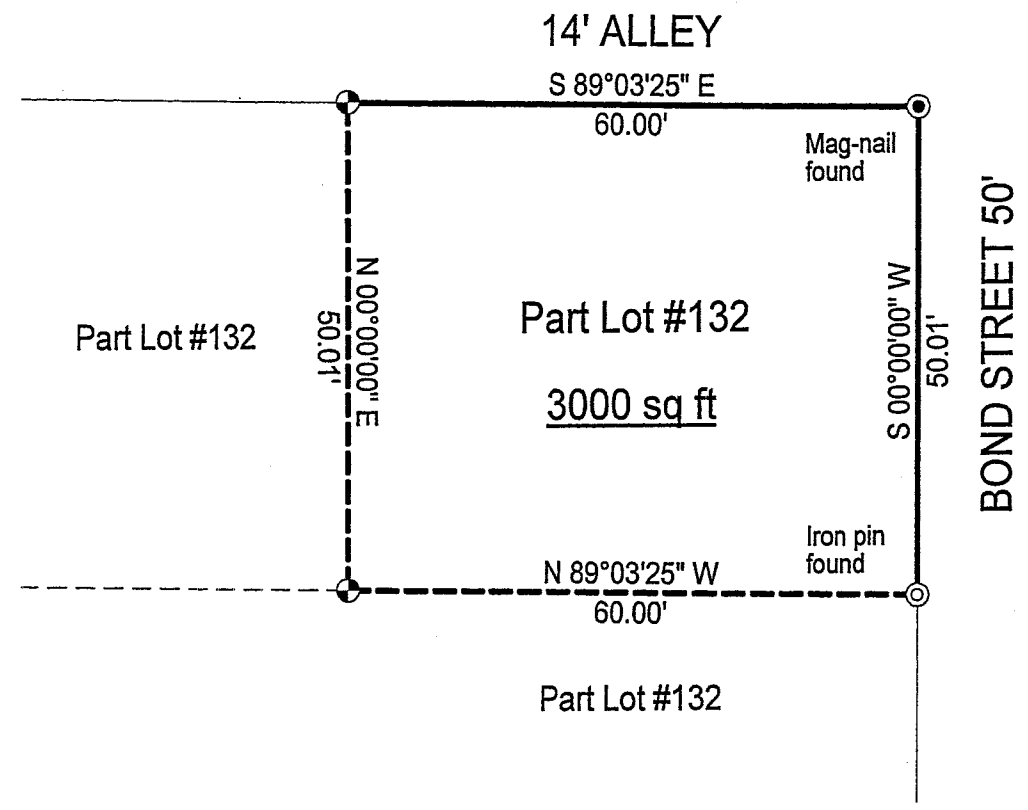 14' ALLEY
S 89°03'25" E
60.00'
Mag-nail
found
BOND STREET 50'
N 00°00'00" E
50.01'
S 00°00'00" W
50.01'
Part Lot #132
Part Lot #132
3000 sq ft
Iron pin
found
N 89°03'25" W
60.00'
Part Lot #132